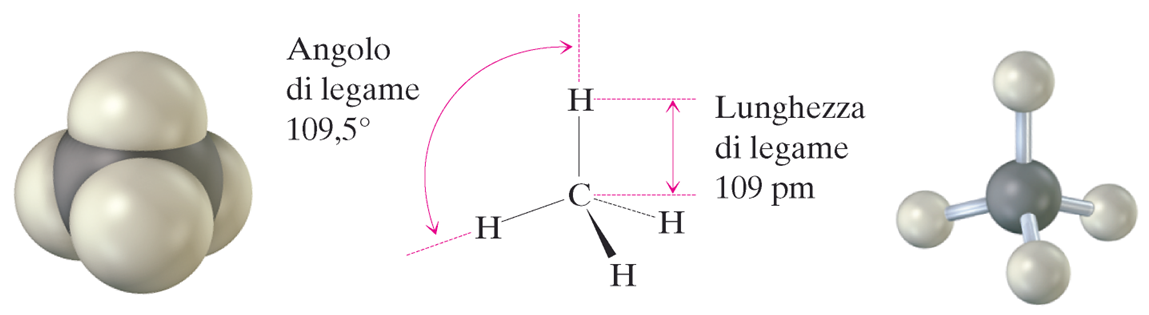 Angolo
di legame
109,5°
H
Lunghezza
di legame
109 pm
C
H
H
H